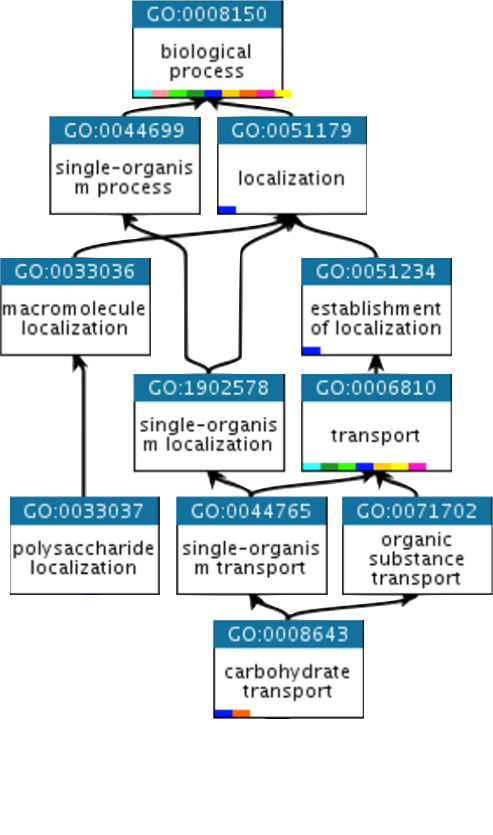 GO:0008150
biological
process
GO:0044699
single-organis
m process
GO:0051179
localization
GO:0033036
macromolecule
localization
GO:0051234
establishment
of localization
GO:1902578
single-organis
m localization
GO:0006810
transport
GO:0033037
polysaccharide
localization
GO:0044765
single-organis
m transport
GO:0071702
organic
substance
transport
GO:0008643
carbohydrate
transport